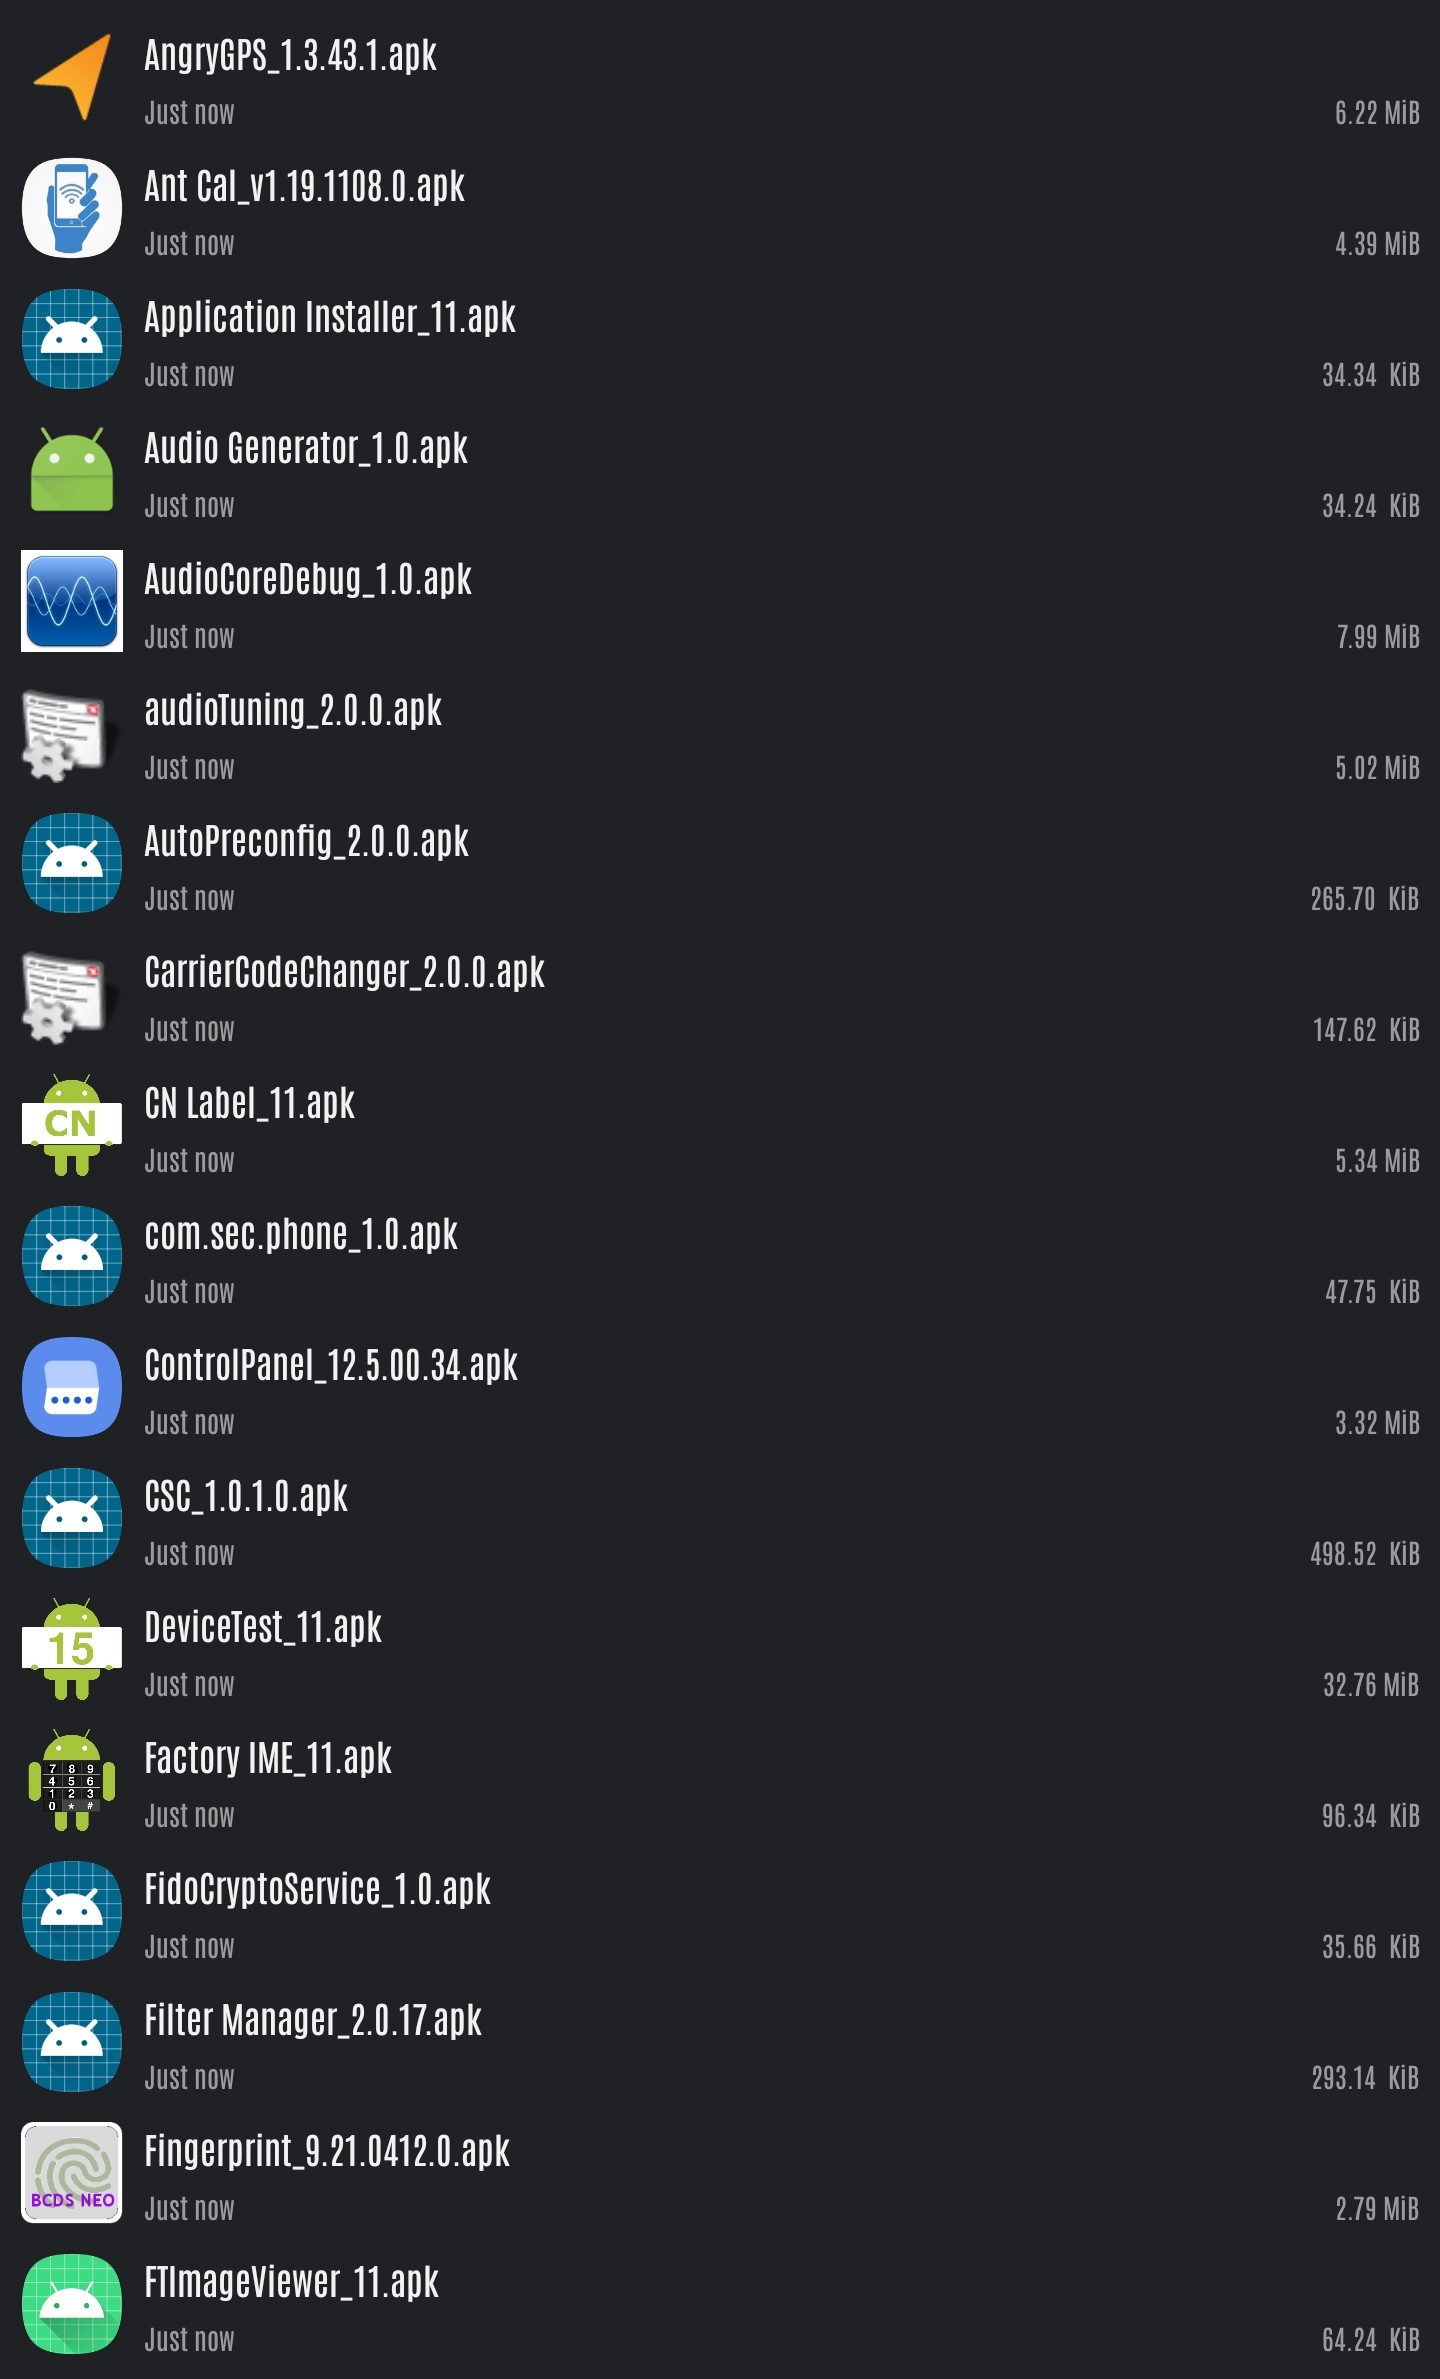 AngryGPS_1.3.43.1.apk
Just now 6.22 MiB
Ant Cal_v1.19.1108.0.apk
Just now 4.39 MiB
Application Installer_11.apk
Just now 34.34 KiB
Audio Generator_1.0.apk
Just now 34.24 KiB
AudioCoreDebug_1.0.apk
Just now 7.99 MiB
audioTuning_2.0.0.apk
Just now 5.02 MiB
AutoPreconfig_2.0.0.apk
Just now 265.70 KiB
CarrierCodeChanger_2.0.0.apk
Just now 147.62 KiB
CN
CN Label_11.apk
Just now 5.34 MiB
com.sec.phone_1.0.apk
Just now 47.75 KiB
ControlPanel_12.5.00.34.apk
Just now 3.32 MiB
CSC_1.0.1.0.apk
Just now 498.52 KiB
15
DeviceTest_11.apk
Just now 32.76 MiB
7 8 9
4 5 6
1 2 3
0 * #
Factory IME_11.apk
Just now 96.34 KiB
FidoCryptoService_1.0.apk
Just now 35.66 KiB
Filter Manager_2.0.17.apk
Just now 293.14 KiB
BCDS NEO
Fingerprint_9.21.0412.0.apk
Just now 2.79 MiB
FTImageViewer_11.apk
Just now 64.24 KiB